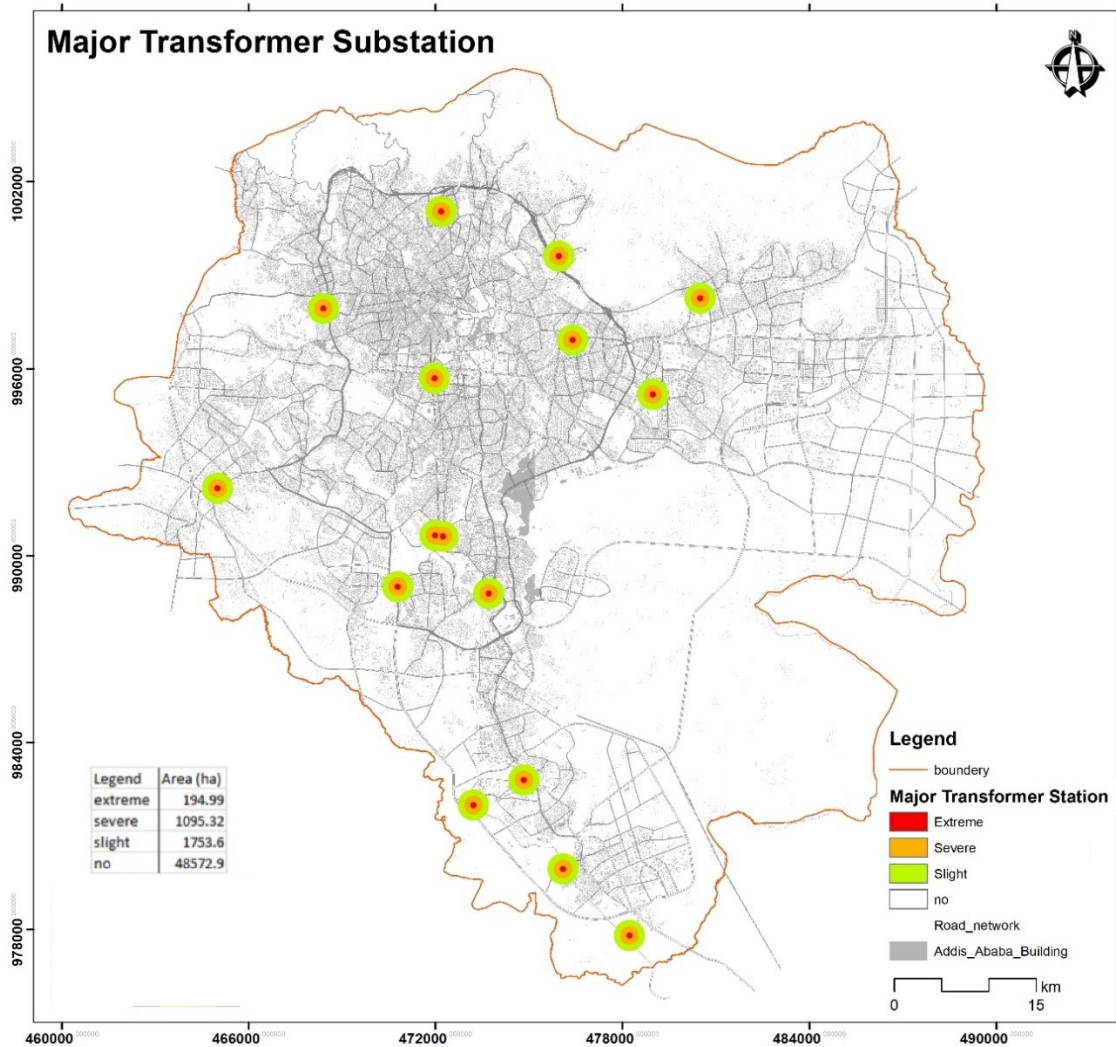 Major Transformer Substation
N
1002000
996000
990000
984000
978000
Legend Area (ha)
extreme 194.99
severe 1095.32
slight 1753.6
no 48572.9
Legend
boundery
Major Transformer Station
Extreme
Severe
Slight
no
Road_network
Addis_Ababa_Building
km
0 15
460000 466000 472000 478000 484000 490000